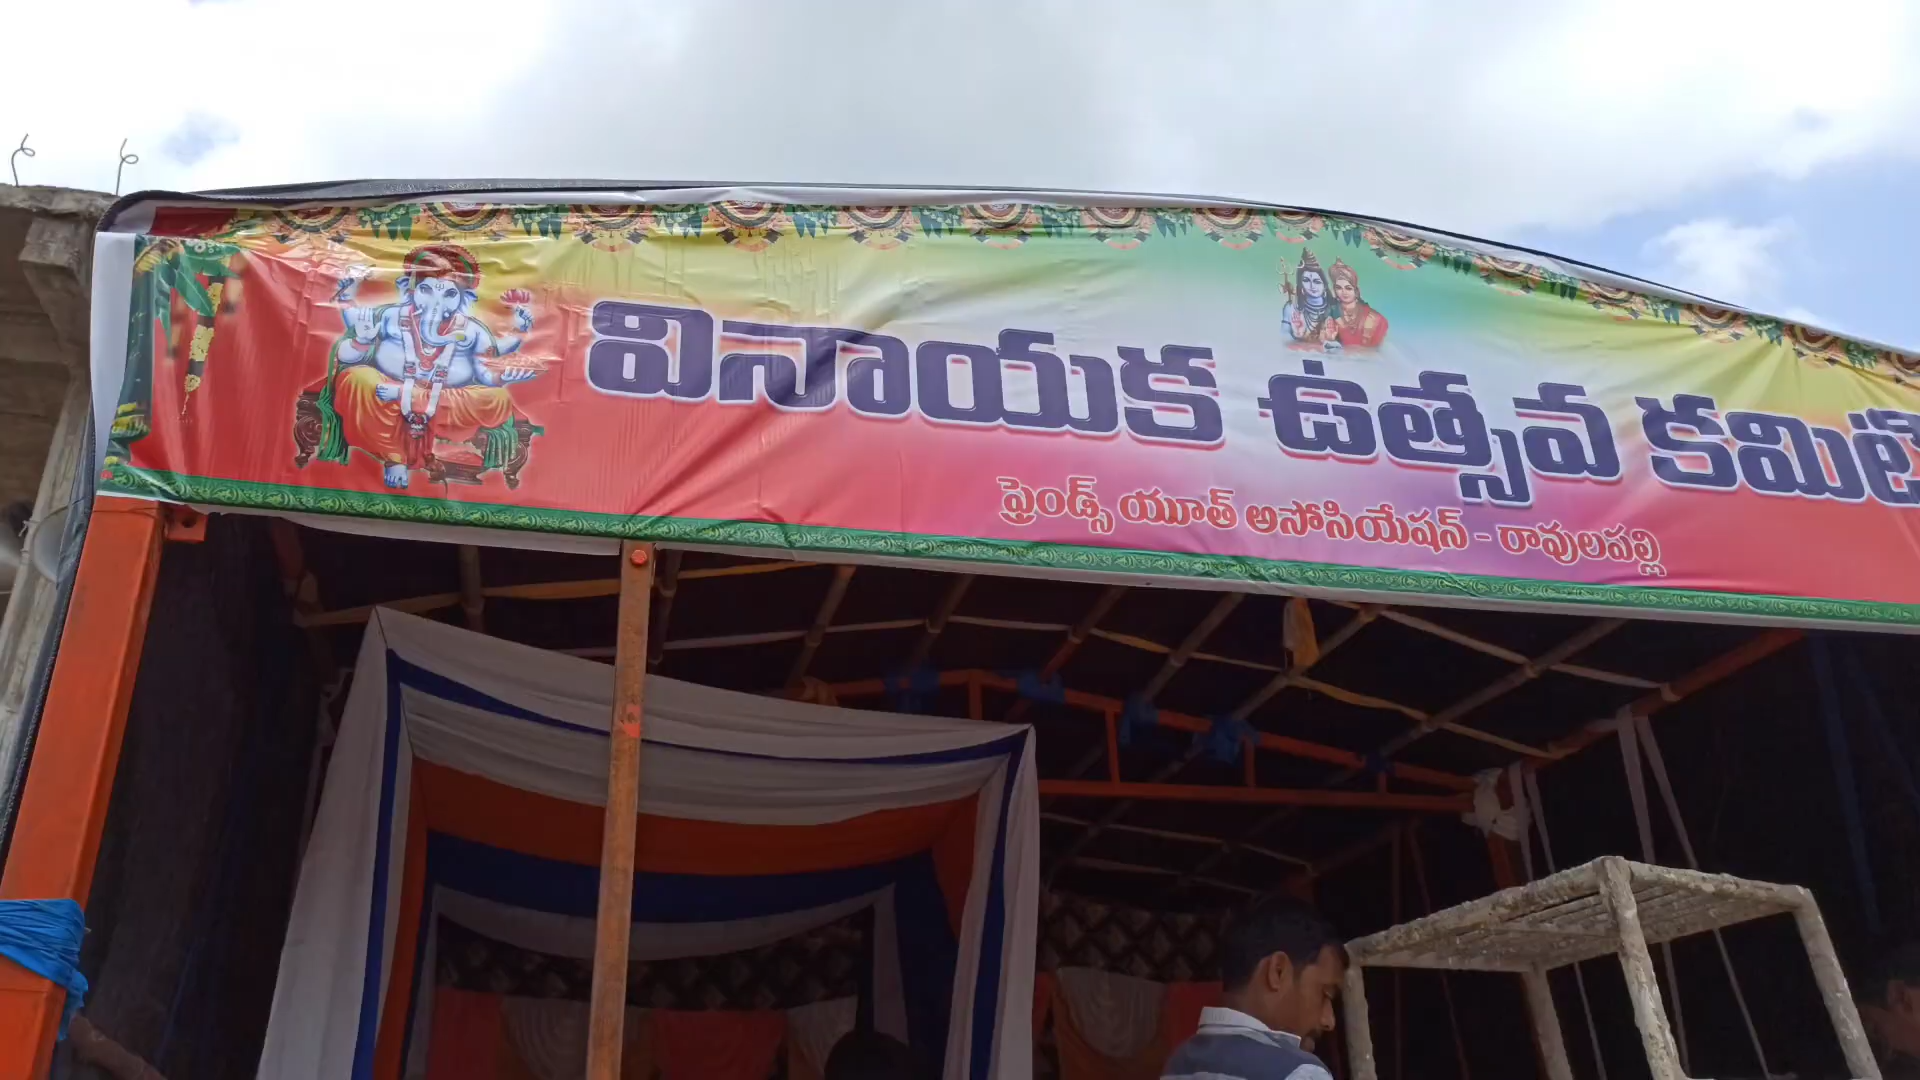 వినాయక ఉత్సవ కమిటీ
ఫ్రెండ్స్ యూత్ అసోసియేషన్ - రావులపల్లి